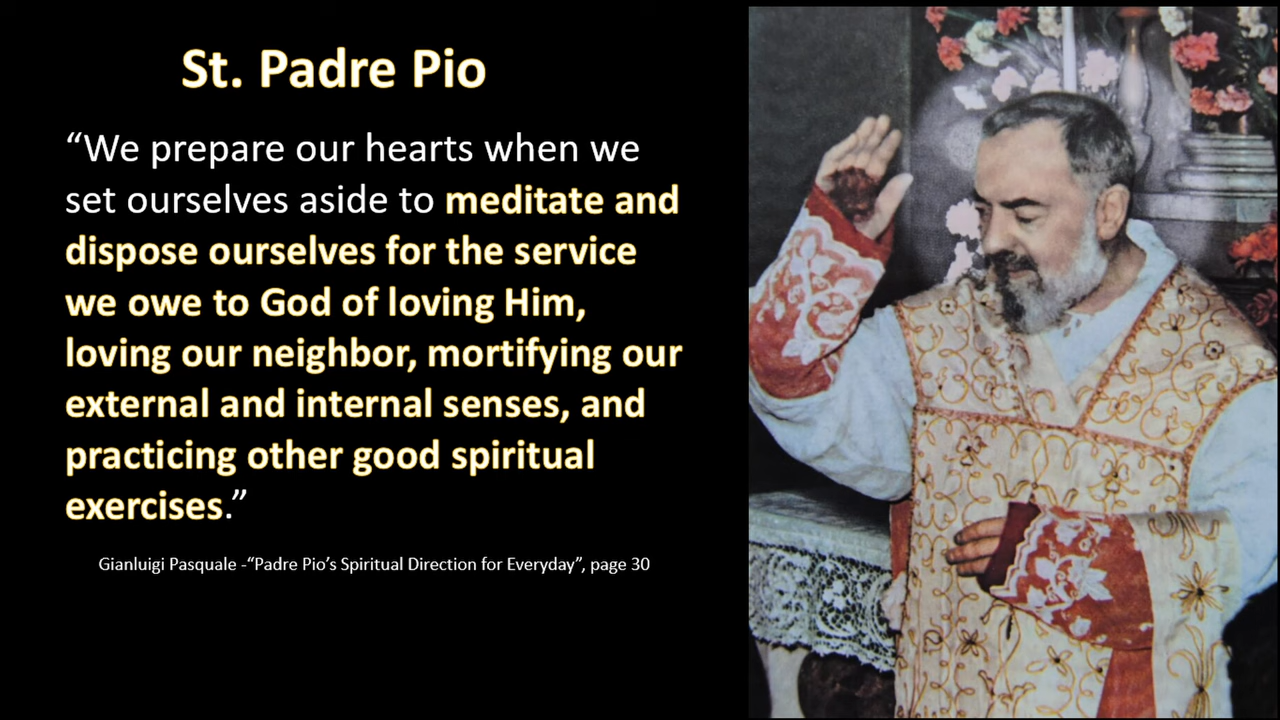 St. Padre Pio
“We prepare our hearts when we
set ourselves aside to meditate and
dispose ourselves for the service
we owe to God of loving Him,
loving our neighbor, mortifying our
external and internal senses, and
practicing other good spiritual
exercises.”
Gianluigi Pasquale -“Padre Pio’s Spiritual Direction for Everyday”, page 30